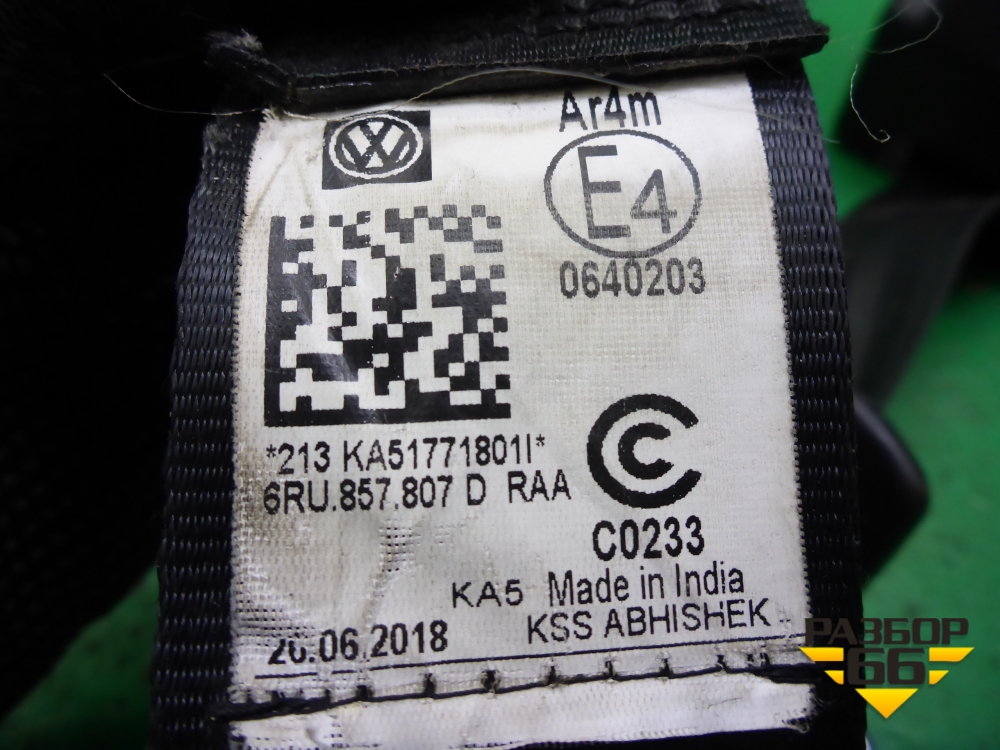 Ar4m
VW
E4
0640203
*213 KA51771801I*
6RU.857.807 D RAA
C0233
KA5 Made in India
KSS ABHISHEK
06.2018
РАЗБОР
66